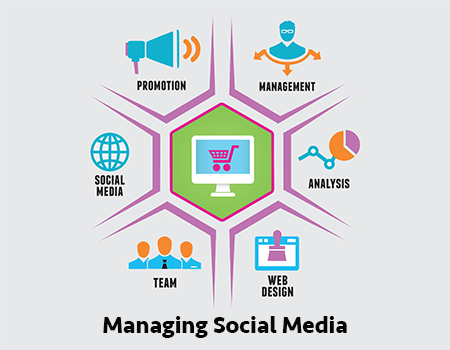 PROMOTION
MANAGEMENT
SOCIAL
MEDIA
ANALYSIS
TEAM
WEB
DESIGN
Managing Social Media